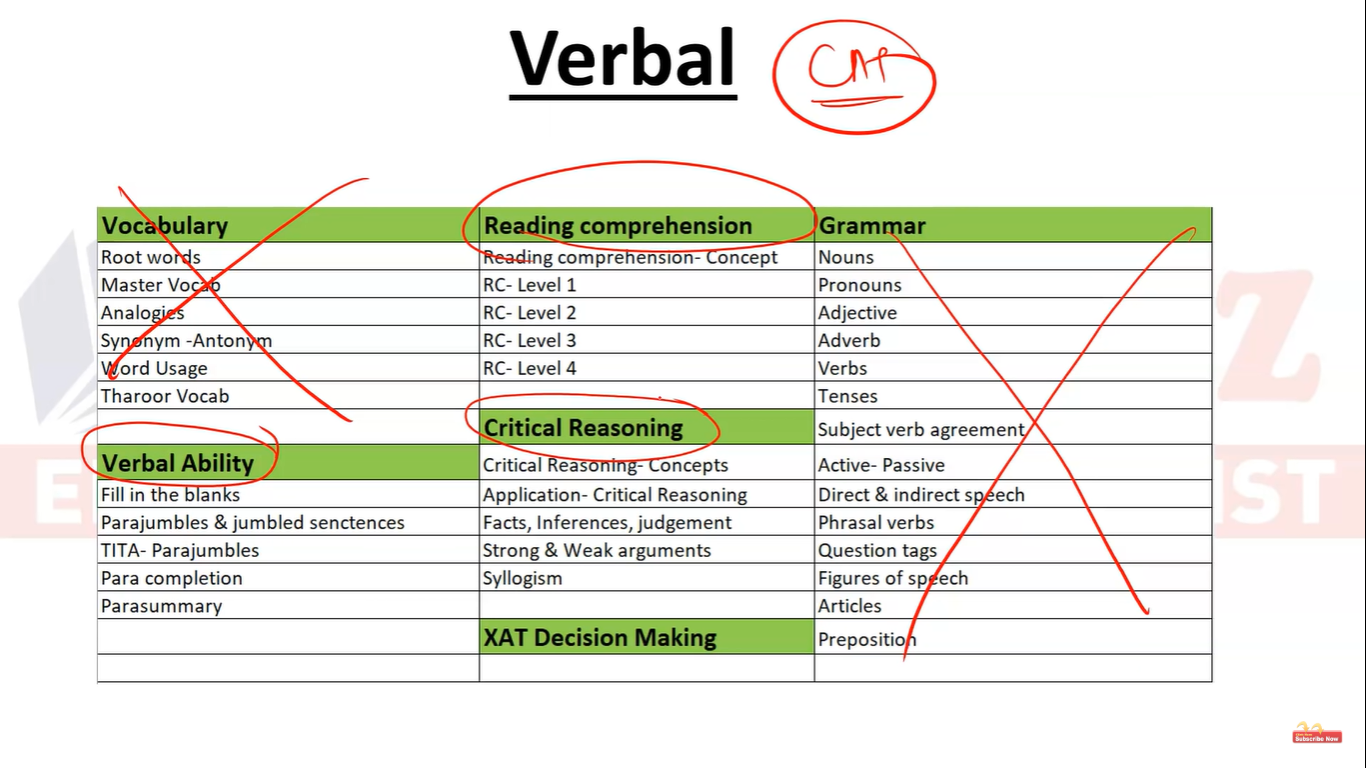 Verbal
CAT
Vocabulary
Root words
Master Vocab
Analogies
Synonym -Antonym
Word Usage
Tharoor Vocab
Verbal Ability
Fill in the blanks
Parajumbles & jumbled senctences
TITA- Parajumbles
Para completion
Parasummary
Reading comprehension
Reading comprehension- Concept
RC- Level 1
RC- Level 2
RC- Level 3
RC- Level 4
Critical Reasoning
Critical Reasoning- Concepts
Application- Critical Reasoning
Facts, Inferences, judgement
Strong & Weak arguments
Syllogism
XAT Decision Making
Grammar
Nouns
Pronouns
Adjective
Adverb
Verbs
Tenses
Subject verb agreement
Active- Passive
Direct & indirect speech
Phrasal verbs
Question tags
Figures of speech
Articles
Preposition
Subscribe Now